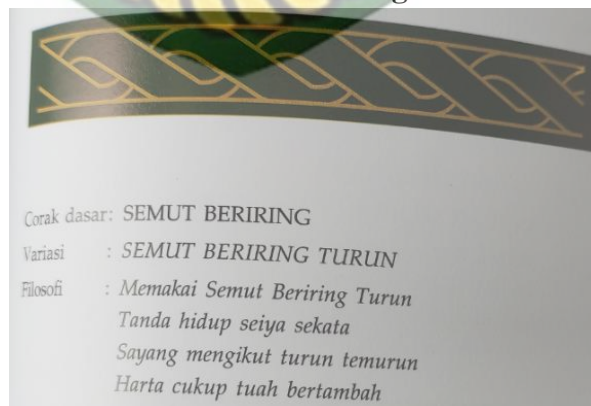 Corak dasar: SEMUT BERIRING
Variasi : SEMUT BERIRING TURUN
Filosofi : Memakai Semut Beriring Turun
Tanda hidup seiya sekata
Sayang mengikut turun temurun
Harta cukup tuah bertambah